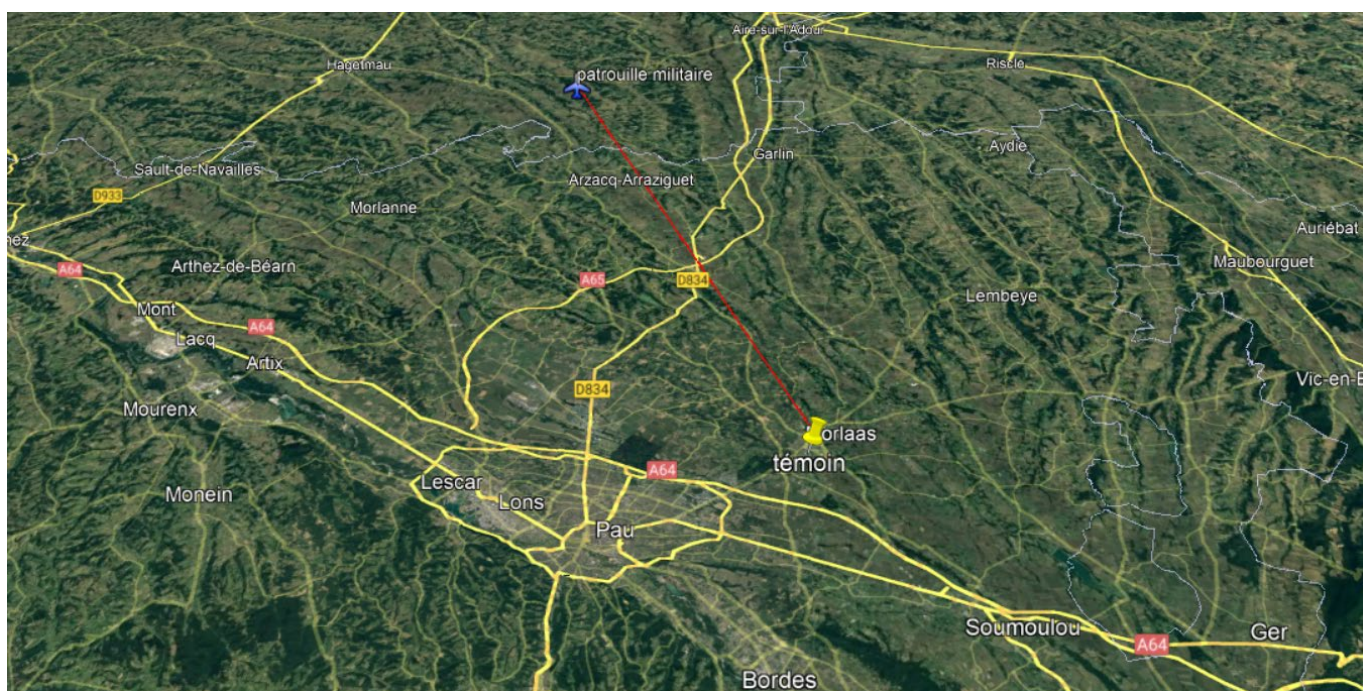 Aire-sur-l'Adour
Hagetmau
Riscle
patrouille militaire
Aydie
Garlin
Sault-de-Navailles
Arzacq-Arraziguet
D933
Morlanne
Auriébat
nez
A64
Arthez-de-Béarn
A65
D834
Maubourguet
Mont
Lembeye
A64
Lacq
Artix
Vic-en-B
D834
Mourenx
orlaas
témoin
A64
Lescar
Monein
Lons
Pau
Soumoulou
Ger
A64
Bordes